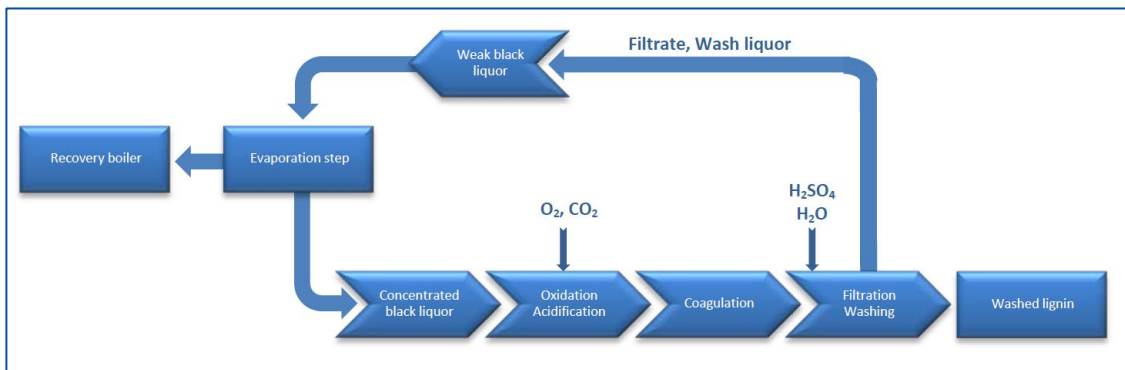 Filtrate, Wash liquor
Weak black
liquor
Recovery boiler
Evaporation step
O₂, CO₂
H₂SO₄
H₂O
Concentrated
black liquor
Oxidation
Acidification
Coagulation
Filtration
Washing
Washed lignin